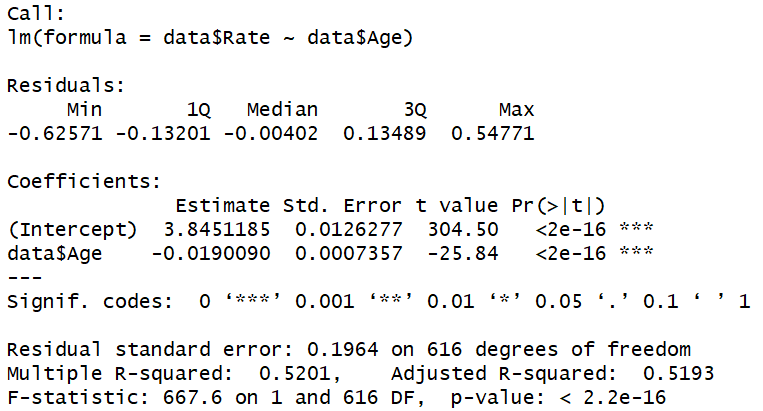 Call:
lm(formula = data$Rate ~ data$Age)

Residuals:
     Min       1Q   Median       3Q      Max
-0.62571 -0.13201 -0.00402  0.13489  0.54771

Coefficients:
              Estimate Std. Error t value Pr(>|t|)
(Intercept)  3.8451185  0.0126277  304.50   <2e-16 ***
data$Age    -0.0190090  0.0007357  -25.84   <2e-16 ***
---
Signif. codes:  0 ‘***’ 0.001 ‘**’ 0.01 ‘*’ 0.05 ‘.’ 0.1 ‘ ’ 1

Residual standard error: 0.1964 on 616 degrees of freedom
Multiple R-squared:  0.5201,	Adjusted R-squared:  0.5193
F-statistic: 667.6 on 1 and 616 DF,  p-value: < 2.2e-16